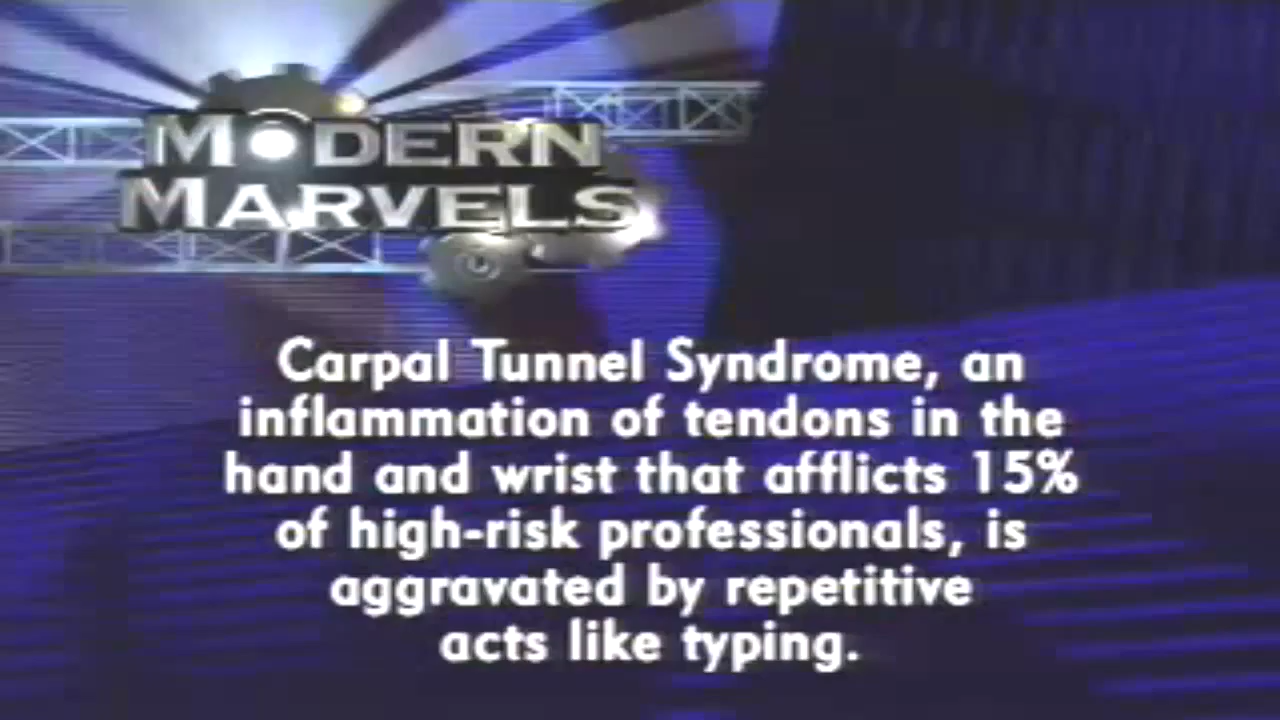 MODERN
MARVELS
Carpal Tunnel Syndrome, an
inflammation of tendons in the
hand and wrist that afflicts 15%
of high-risk professionals, is
aggravated by repetitive
acts like typing.